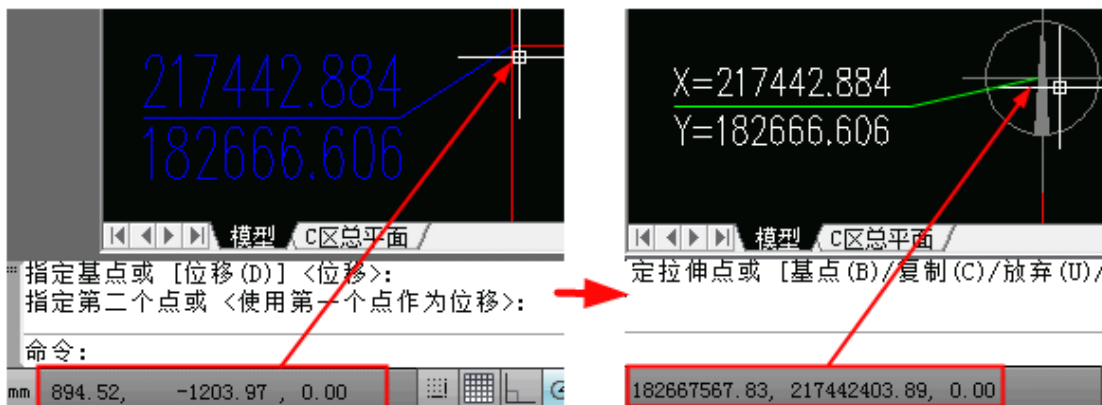 217442.884
182666.606
模型 C区总平面
指定基点或 [位移(D)] <位移>:
指定第二个点或 <使用第一个点作为位移>:
命令:
mm 894.52, -1203.97 , 0.00
X=217442.884
Y=182666.606
模型 C区总平面
定拉伸点或 [基点(B)/复制(C)/放弃(U)/
182667567.83, 217442403.89, 0.00